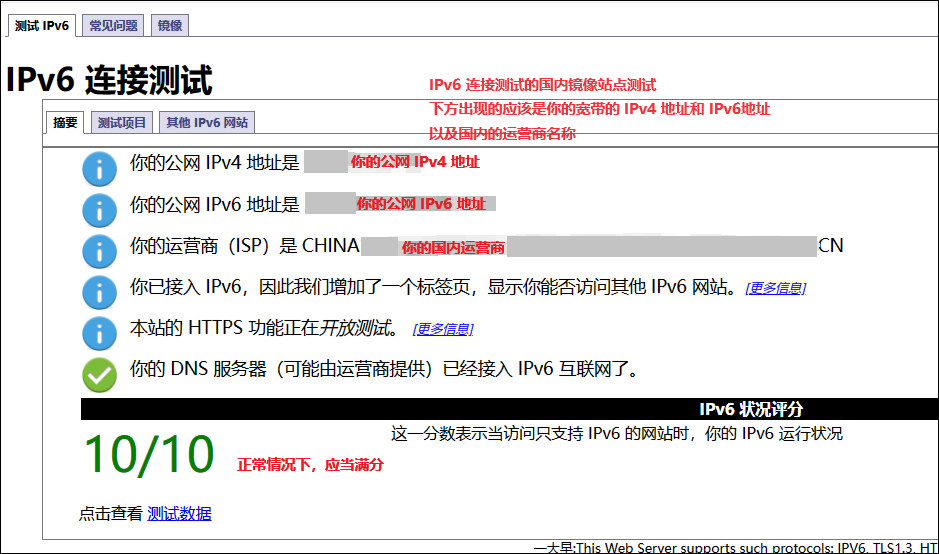 测试 IPv6 常见问题 镜像
IPv6 连接测试
IPv6 连接测试的国内镜像站点测试
下方出现的应该是你的宽带的 IPv4 地址和 IPv6地址
以及国内的运营商名称
摘要 测试项目 其他 IPv6 网站
你的公网 IPv4 地址是 你的公网 IPv4 地址
你的公网 IPv6 地址是 你的公网 IPv6 地址
你的运营商（ISP）是 CHINA 你的国内运营商 CN
你已接入 IPv6，因此我们增加了一个标签页，显示你能否访问其他 IPv6 网站。 [更多信息]
本站的 HTTPS 功能正在开放测试。 [更多信息]
你的 DNS 服务器（可能由运营商提供）已经接入 IPv6 互联网了。
IPv6 状况评分
10/10
这一分数表示当访问只支持 IPv6 的网站时，你的 IPv6 运行状况
正常情况下，应当满分
点击查看 测试数据
一大早:This Web Server supports such protocols: IPV6, TLS1.3, HT